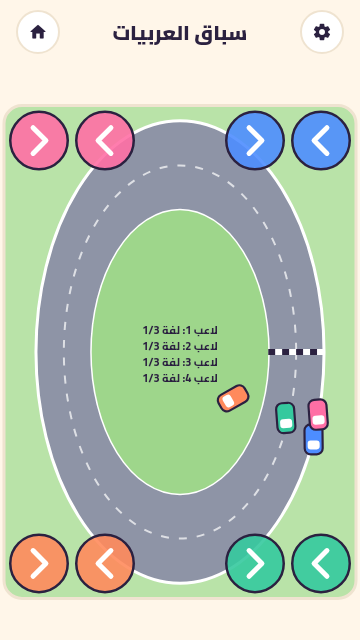 سباق العربيات
لاعب 1: لفة 1/3
لاعب 2: لفة 1/3
لاعب 3: لفة 1/3
لاعب 4: لفة 1/3